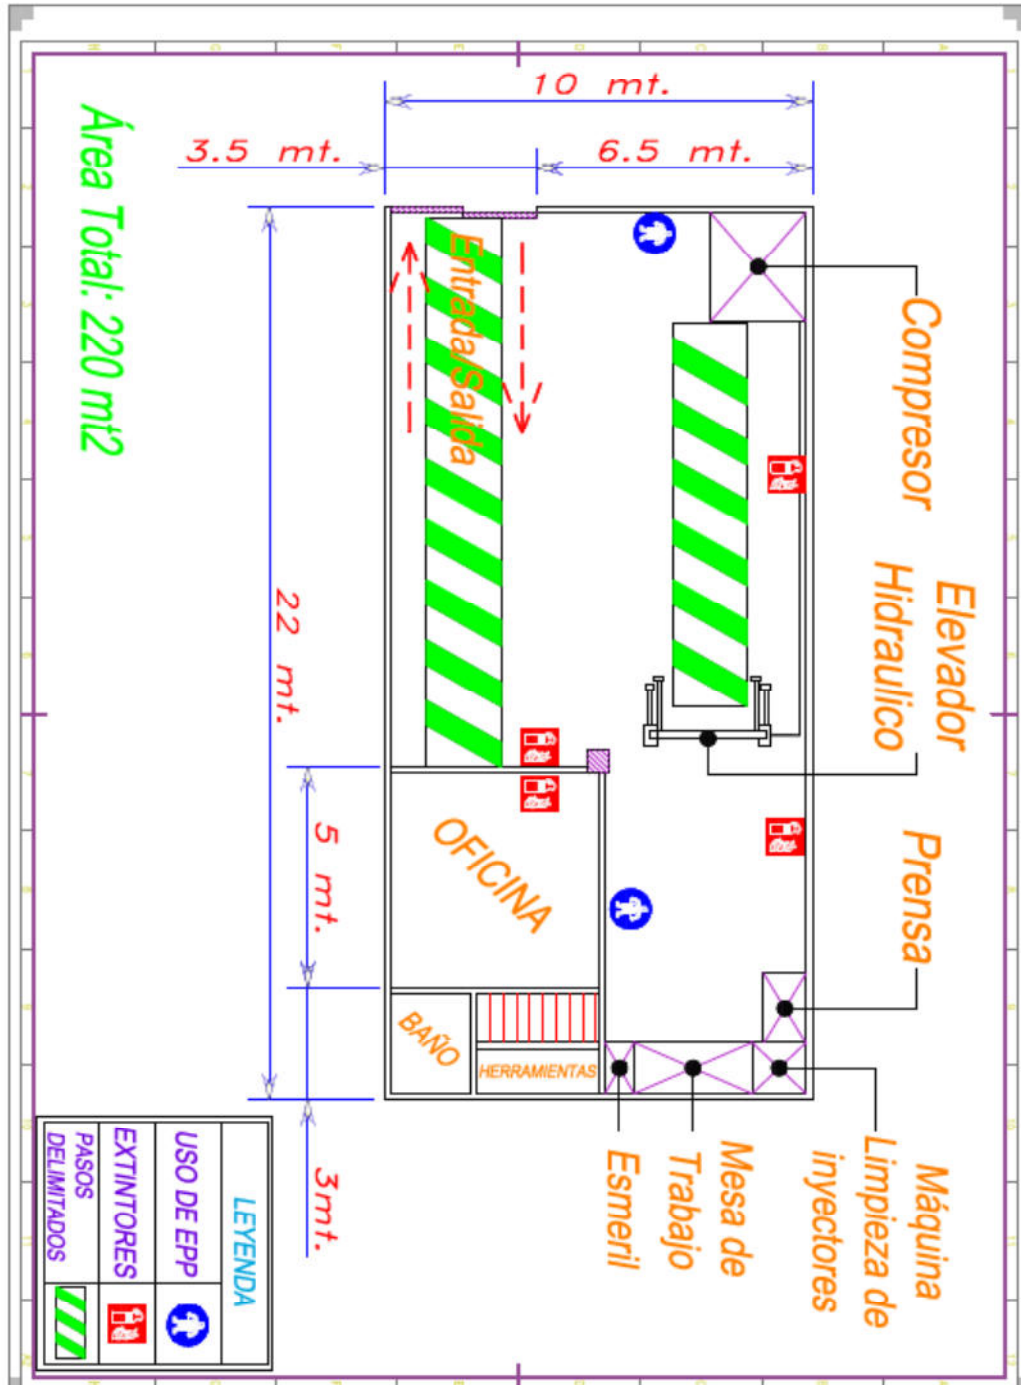 10 mt.
3.5 mt.
6.5 mt.
Área Total: 220 mt2
Entrada/Salida
Compresor
Elevador
Hidraulico
22 mt.
5 mt.
OFICINA
Prensa
BAÑO
HERRAMIENTAS
3mt.
Máquina
Limpieza de
inyectores
Mesa de
Trabajo
Esmeril
LEYENDA
USO DE EPP
EXTINTORES
PASOS
DELIMITADOS